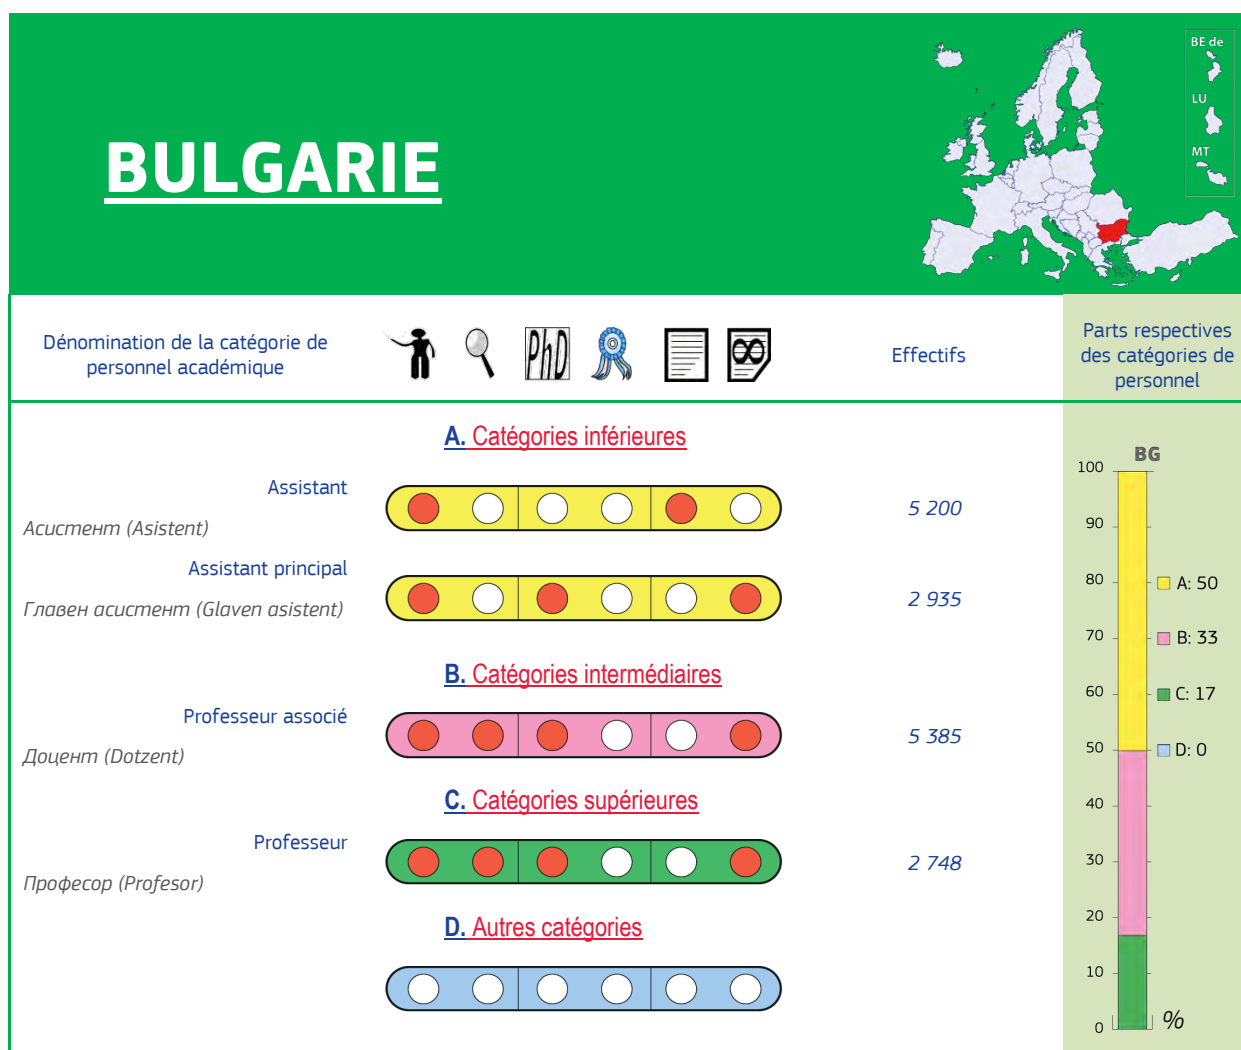 BULGARIE
BE de
LU
MT
Dénomination de la catégorie de
personnel académique
PhD
Effectifs
Parts respectives
des catégories de
personnel
A. Catégories inférieures
Assistant
Асистент (Asistent)
5 200
Assistant principal
Главен асистент (Glaven asistent)
2 935
B. Catégories intermédiaires
Professeur associé
Доцент (Dotzent)
5 385
C. Catégories supérieures
Professeur
Професор (Profesor)
2 748
D. Autres catégories
BG
100
90
80
70
60
50
40
30
20
10
0
%
A: 50
B: 33
C: 17
D: 0